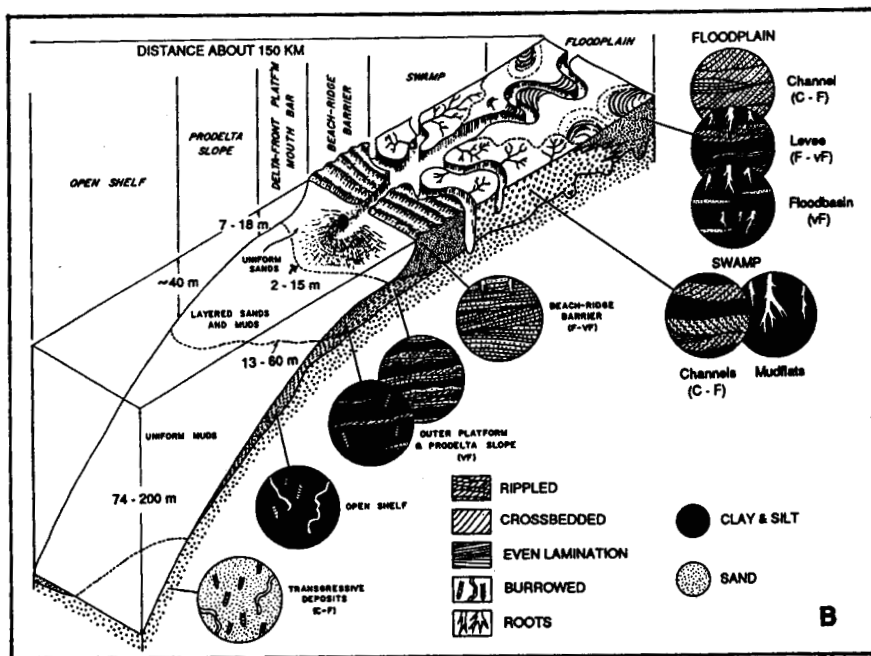 DISTANCE ABOUT 150 KM
OPEN SHELF
PRODELTA
SLOPE
DELTA-FRONT PLATF'M
MOUTH BAR
BEACH-RIDGE
BARRIER
SWAMP
FLOODPLAIN
7 - 18 m
~40 m
UNIFORM
SANDS
2 - 15 m
LAYERED SANDS
AND MUDS
13 - 60 m
UNIFORM MUDS
74 - 200 m
FLOODPLAIN
Channel
(C - F)
Levee
(F - vF)
Floodbasin
(vF)
SWAMP
Channels
(C - F)
Mudflats
BEACH-RIDGE
BARRIER
(F-VF)
OUTER PLATFORM
& PRODELTA SLOPE
(VF)
OPEN SHELF
TRANSGRESSIVE
DEPOSITS
(C-F)
RIPPLED
CROSSBEDDED
EVEN LAMINATION
BURROWED
ROOTS
CLAY & SILT
SAND
B